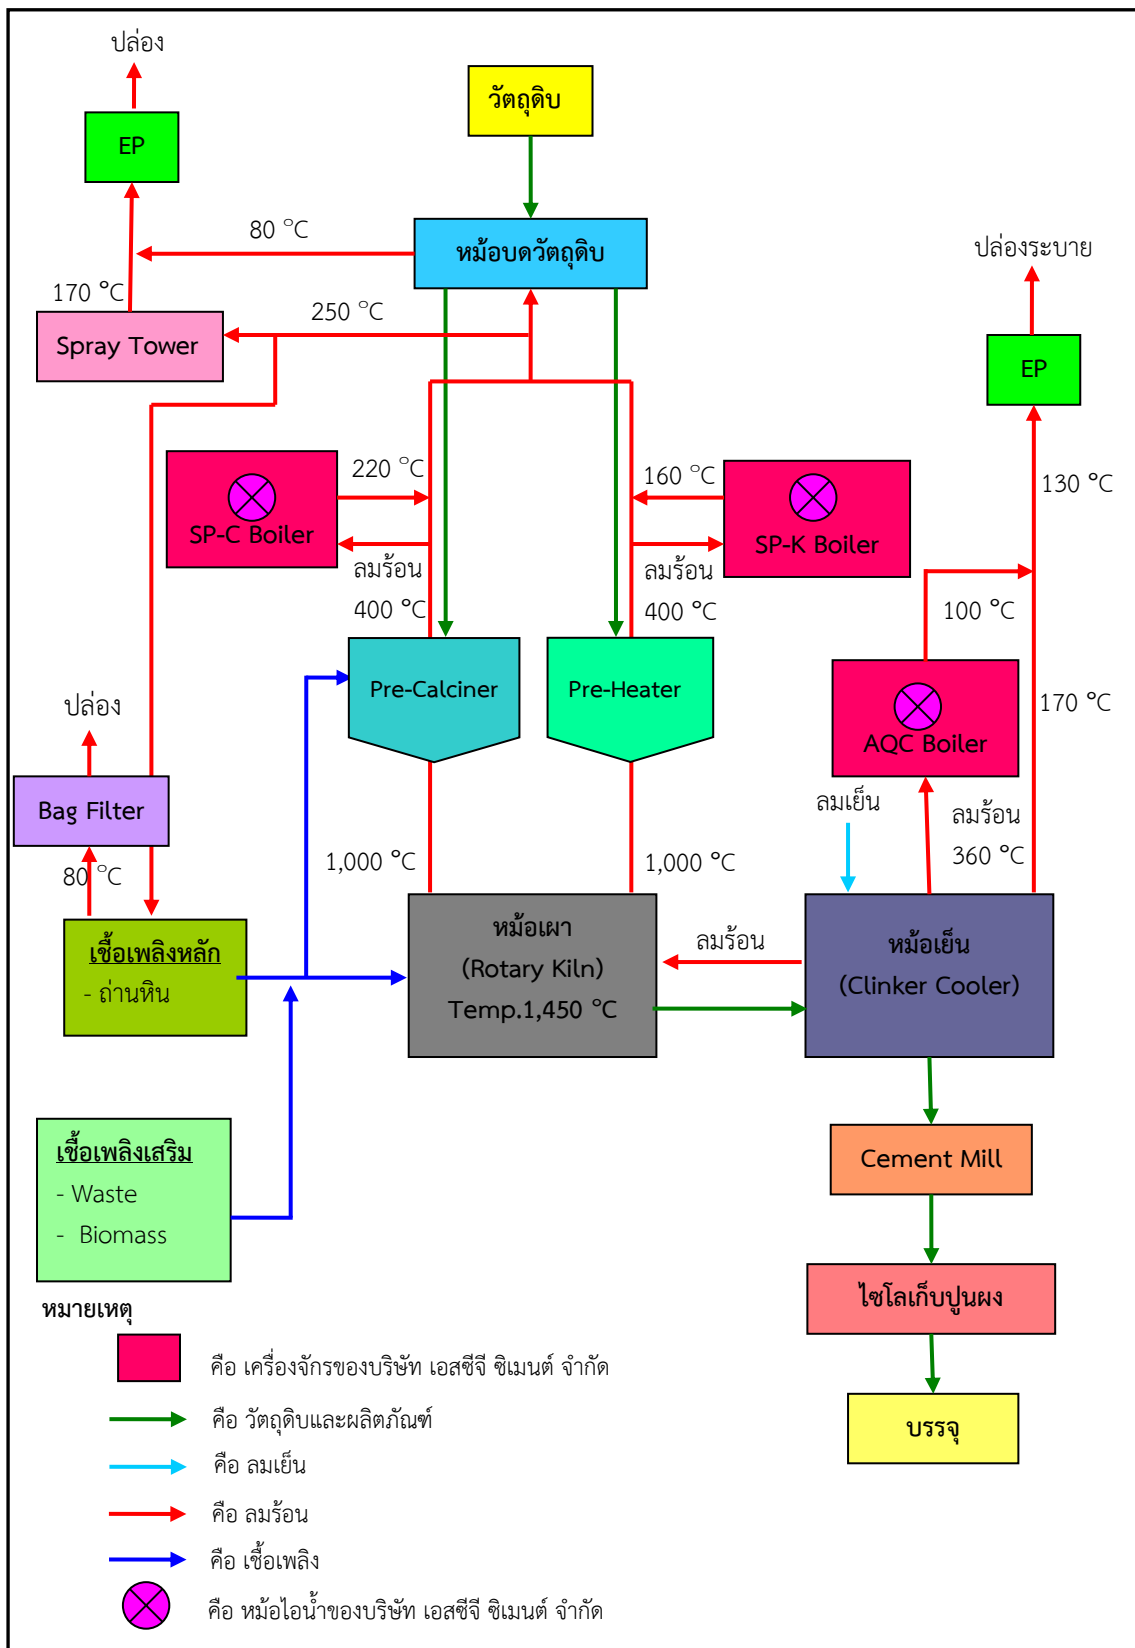 ปล่อง
วัตถุดิบ
EP
80 °C
หม้อบดวัตถุดิบ
ปล่องระบาย
170 °C
250 °C
Spray Tower
EP
220 °C
160 °C
130 °C
SP-C Boiler
SP-K Boiler
ลมร้อน
400 °C
ลมร้อน
400 °C
100 °C
Pre-Calciner
Pre-Heater
170 °C
ปล่อง
AQC Boiler
Bag Filter
ลมเย็น
ลมร้อน
360 °C
80 °C
1,000 °C
1,000 °C
เชื้อเพลิงหลัก
- ถ่านหิน
หม้อเผา
(Rotary Kiln)
Temp.1,450 °C
ลมร้อน
หม้อเย็น
(Clinker Cooler)
เชื้อเพลิงเสริม
- Waste
- Biomass
Cement Mill
ไซโลเก็บปูนผง
บรรจุ
หมายเหตุ
คือ เครื่องจักรของบริษัท เอสซีจี ซิเมนต์ จำกัด
คือ วัตถุดิบและผลิตภัณฑ์
คือ ลมเย็น
คือ ลมร้อน
คือ เชื้อเพลิง
คือ หม้อไอน้ำของบริษัท เอสซีจี ซิเมนต์ จำกัด